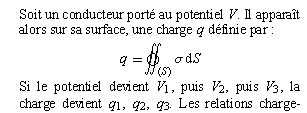 Soit un conducteur porté au potentiel V. Il apparaît
alors sur sa surface, une charge q définie par :
q = ∯(S) σ dS
Si le potentiel devient V₁, puis V₂, puis V₃, la
charge devient q₁, q₂, q₃. Les relations charge-